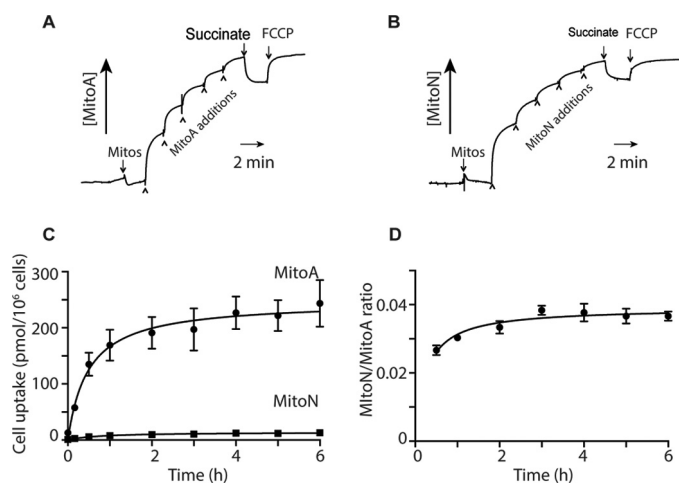 A
Succinate
FCCP
[MitoA]
MitoA additions
Mitos
2 min
B
Succinate
FCCP
[MitoN]
MitoN additions
Mitos
2 min
C
Cell uptake (pmol/10⁶ cells)
300
200
100
0
MitoA
MitoN
0 2 4 6
Time (h)
D
MItoN/MitoA ratio
0.04
0.02
0
0 2 4 6
Time (h)